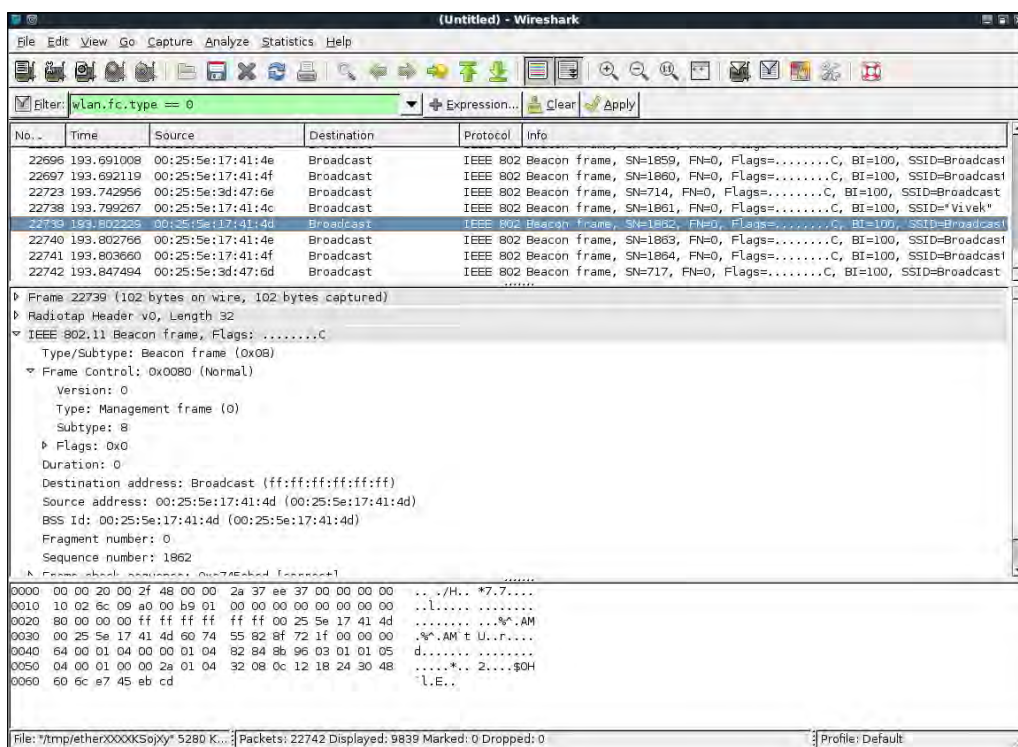 (Untitled) - Wireshark
File Edit View Go Capture Analyze Statistics Help
Filter: wlan.fc.type == 0 Expression... Clear Apply
No. . Time Source Destination Protocol Info
22696 193.691008 00:25:5e:17:41:4e Broadcast IEEE 802 Beacon frame, SN=1859, FN=0, Flags=........C, BI=100, SSID=Broadcast
22697 193.692119 00:25:5e:17:41:4f Broadcast IEEE 802 Beacon frame, SN=1860, FN=0, Flags=........C, BI=100, SSID=Broadcast
22723 193.742956 00:25:5e:3d:47:6e Broadcast IEEE 802 Beacon frame, SN=714, FN=0, Flags=........C, BI=100, SSID=Broadcast
22738 193.799267 00:25:5e:17:41:4c Broadcast IEEE 802 Beacon frame, SN=1861, FN=0, Flags=........C, BI=100, SSID="Vivek"
22739 193.802229 00:25:5e:17:41:4d Broadcast IEEE 802 Beacon frame, SN=1862, FN=0, Flags=........C, BI=100, SSID=Broadcast
22740 193.802766 00:25:5e:17:41:4e Broadcast IEEE 802 Beacon frame, SN=1863, FN=0, Flags=........C, BI=100, SSID=Broadcast
22741 193.803660 00:25:5e:17:41:4f Broadcast IEEE 802 Beacon frame, SN=1864, FN=0, Flags=........C, BI=100, SSID=Broadcast
22742 193.847494 00:25:5e:3d:47:6d Broadcast IEEE 802 Beacon frame, SN=717, FN=0, Flags=........C, BI=100, SSID=Broadcast
Frame 22739 (102 bytes on wire, 102 bytes captured)
Radiotap Header v0, Length 32
IEEE 802.11 Beacon frame, Flags: ........C
Type/Subtype: Beacon frame (0x08)
Frame Control: 0x0080 (Normal)
Version: 0
Type: Management frame (0)
Subtype: 8
Flags: 0x0
Duration: 0
Destination address: Broadcast (ff:ff:ff:ff:ff:ff)
Source address: 00:25:5e:17:41:4d (00:25:5e:17:41:4d)
BSS Id: 00:25:5e:17:41:4d (00:25:5e:17:41:4d)
Fragment number: 0
Sequence number: 1862
Frame check sequence: 0xe745ebcd [correct]
0000 00 00 20 00 2f 48 00 00 2a 37 ee 37 00 00 00 00 .. ./H.. *7.7....
0010 10 02 6c 09 a0 00 b9 01 00 00 00 00 00 00 00 00 ..l..... ........
0020 80 00 00 00 ff ff ff ff ff ff 00 25 5e 17 41 4d ........ ...%^.AM
0030 00 25 5e 17 41 4d 60 74 55 82 8f 72 1f 00 00 00 .%^.AM`t U..r....
0040 64 00 01 04 00 00 01 04 82 84 8b 96 03 01 01 05 d....... ........
0050 04 00 01 00 00 2a 01 04 32 08 0c 12 18 24 30 48 .....*.. 2....$0H
0060 60 6c e7 45 eb cd `l.E..
File: "/tmp/etherXXXXKSojXy" 5280 K... Packets: 22742 Displayed: 9839 Marked: 0 Dropped: 0 Profile: Default